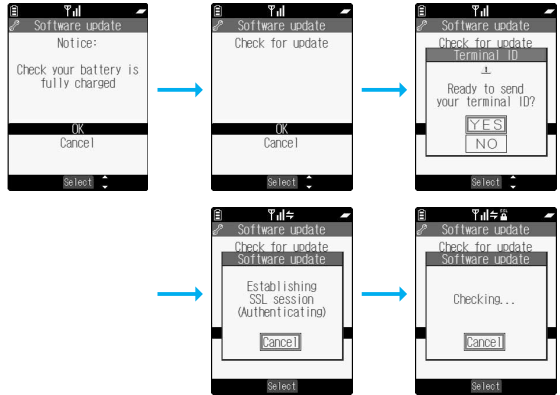 Software update
Notice:
Check your battery is
fully charged
OK
Cancel
Select
Software update
Check for update
OK
Cancel
Select
Software update
Check for update
Terminal ID
Ready to send
your terminal ID?
YES
NO
Select
Software update
Check for update
Software update
Establishing
SSL session
(Authenticating)
Cancel
Select
SSL
Software update
Check for update
Software update
Checking...
Cancel
Select